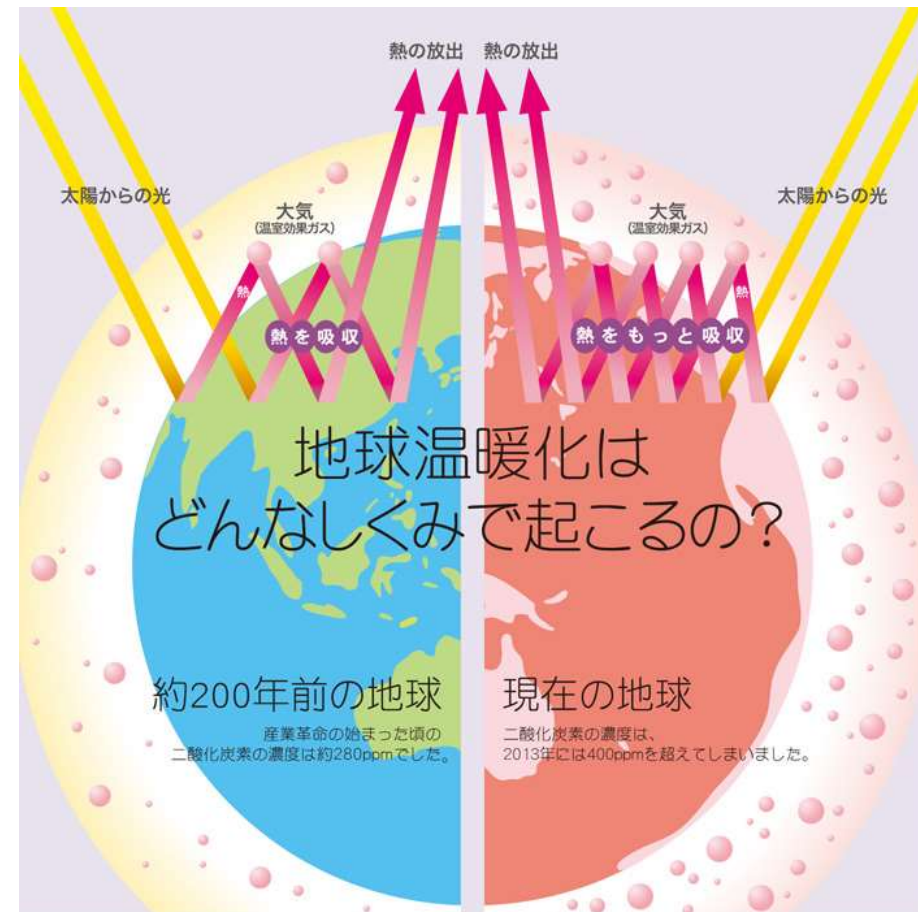 熱の放出
熱の放出
太陽からの光
大気
(温室効果ガス)
熱
熱を吸収
大気
(温室効果ガス)
太陽からの光
熱
熱をもっと吸収
地球温暖化は
どんなしくみで起こるの?
約200年前の地球
産業革命の始まった頃の
二酸化炭素の濃度は約280ppmでした。
現在の地球
二酸化炭素の濃度は、
2013年には400ppmを超えてしまいました。